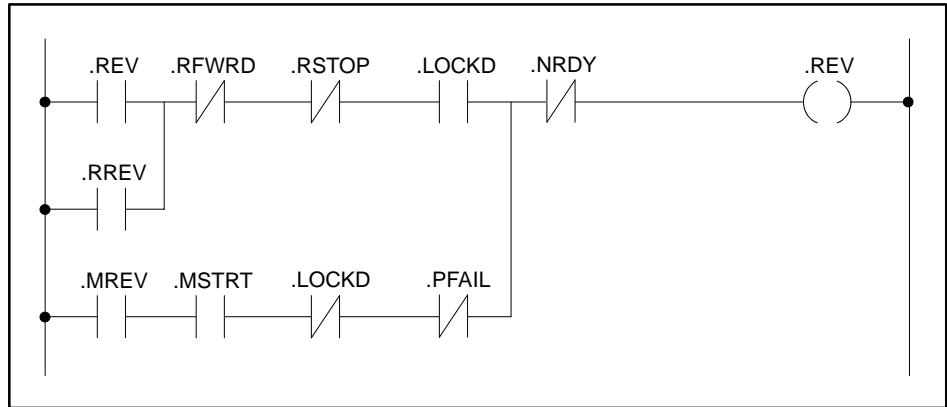 .REV .RFWRD .RSTOP .LOCKD .NRDY .REV
.RREV
.MREV .MSTRT .LOCKD .PFAIL